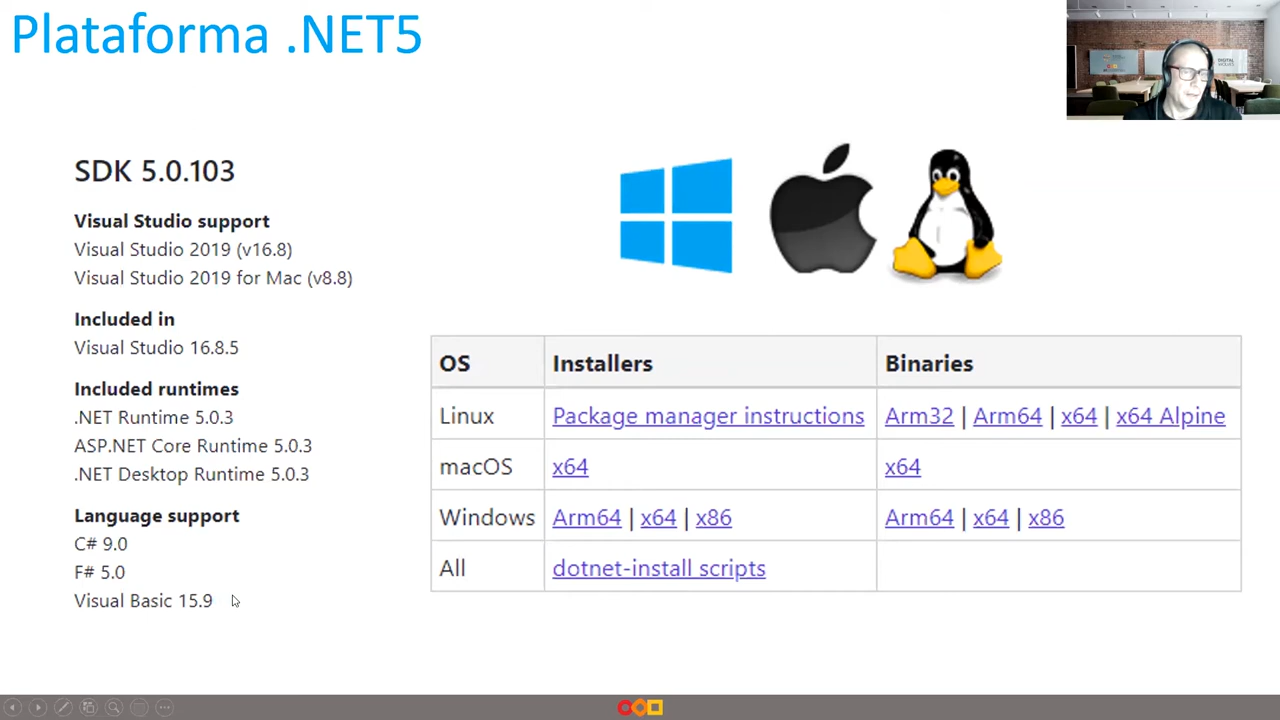 Plataforma .NET5
SDK 5.0.103
Visual Studio support
Visual Studio 2019 (v16.8)
Visual Studio 2019 for Mac (v8.8)
Included in
Visual Studio 16.8.5
Included runtimes
.NET Runtime 5.0.3
ASP.NET Core Runtime 5.0.3
.NET Desktop Runtime 5.0.3
Language support
C# 9.0
F# 5.0
Visual Basic 15.9
OS Installers Binaries
Linux Package manager instructions Arm32 | Arm64 | x64 | x64 Alpine
macOS x64 x64
Windows Arm64 | x64 | x86 Arm64 | x64 | x86
All dotnet-install scripts